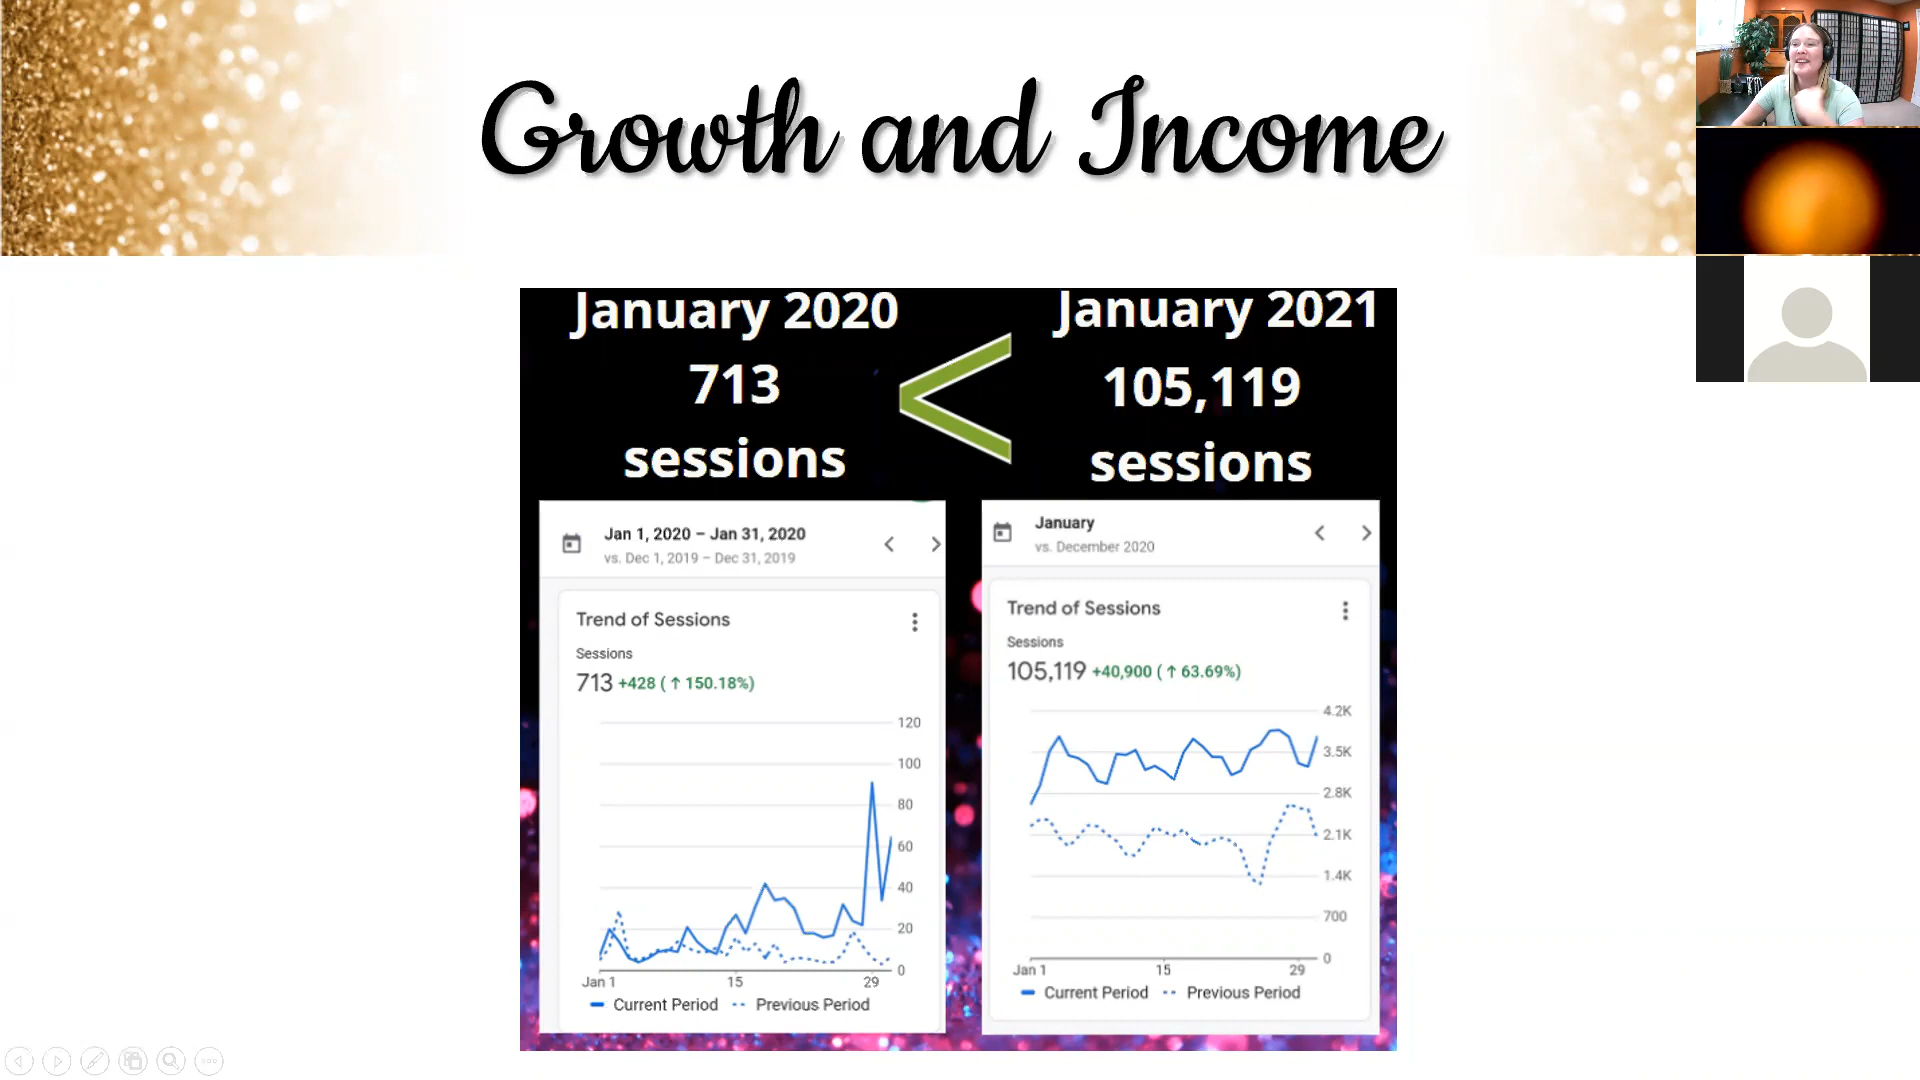 Growth and Income
January 2020
713
sessions
<
January 2021
105,119
sessions
Jan 1, 2020 – Jan 31, 2020
vs. Dec 1, 2019 – Dec 31, 2019
Trend of Sessions
Sessions
713 +428 (↑ 150.18%)
120
100
80
60
40
20
0
Jan 1 15 29
Current Period Previous Period
January
vs. December 2020
Trend of Sessions
Sessions
105,119 +40,900 (↑ 63.69%)
4.2K
3.5K
2.8K
2.1K
1.4K
700
0
Jan 1 15 29
Current Period Previous Period